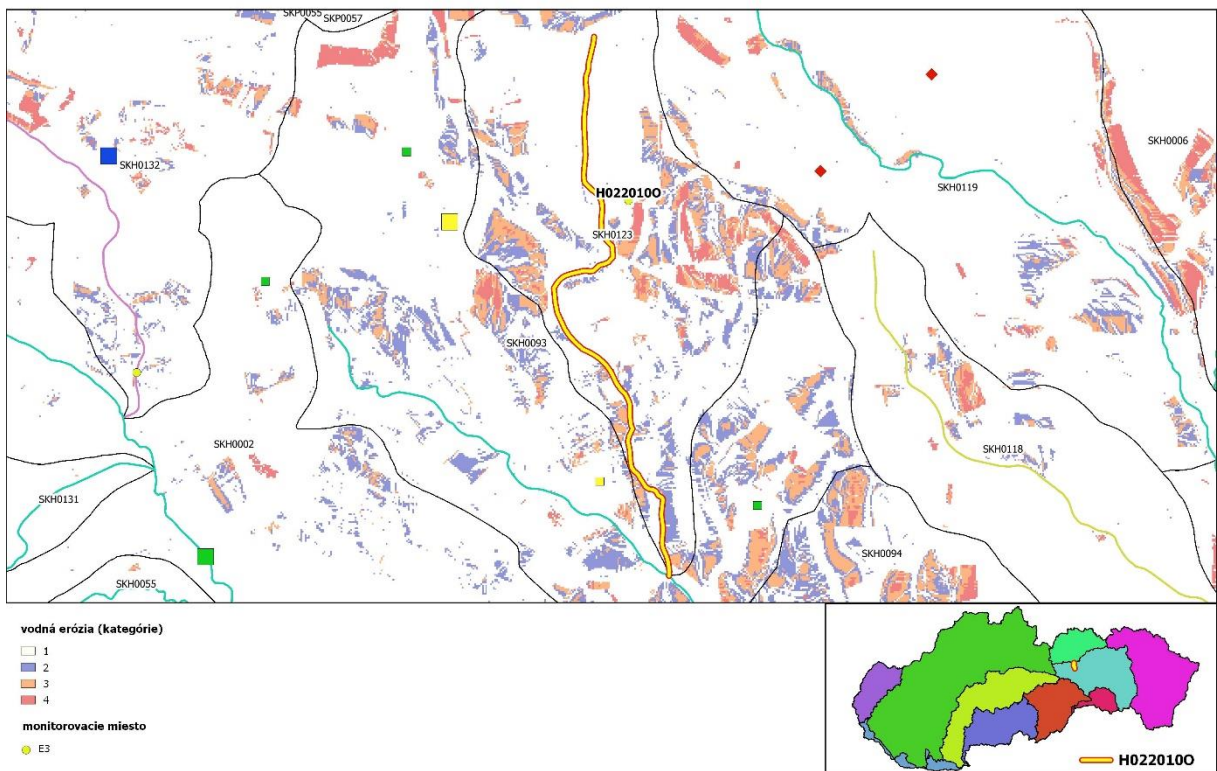 SKP0055
SKP0057
SKH0132
SKH0006
SKH0119
H022010O
SKH0123
SKH0093
SKH0002
SKH0118
SKH0131
SKH0094
SKH0055
vodná erózia (kategórie)
1
2
3
4
monitorovacie miesto
E3
H022010O